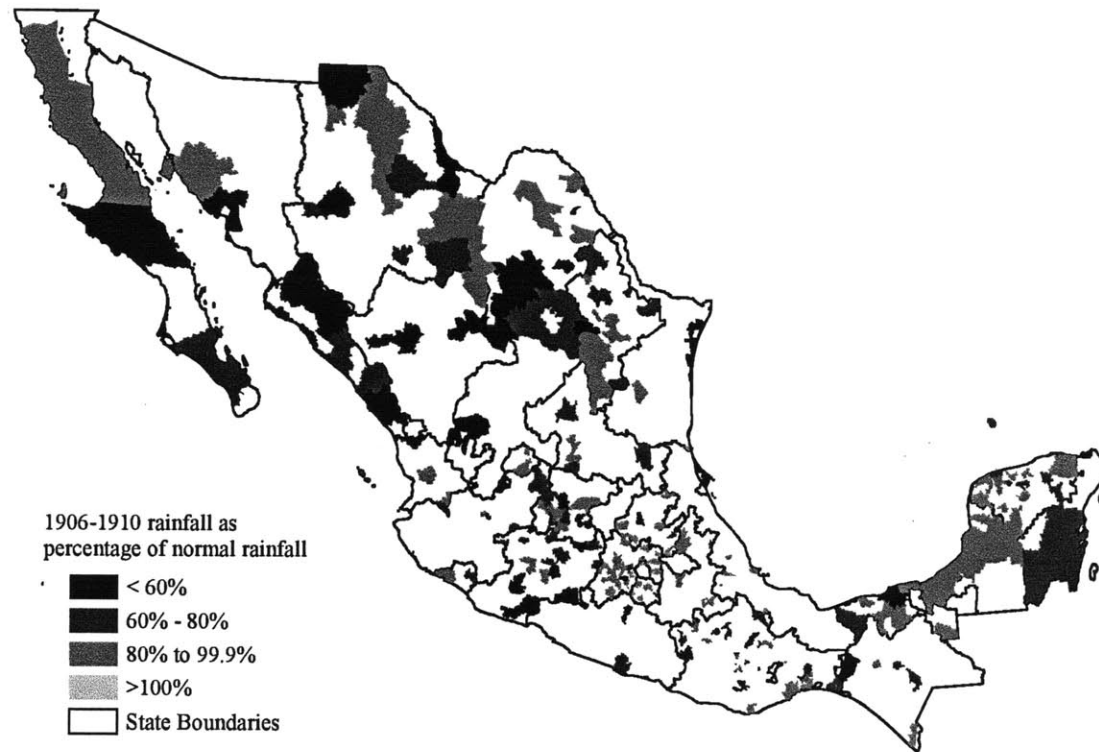 1906-1910 rainfall as
percentage of normal rainfall
< 60%
60% - 80%
80% to 99.9%
>100%
State Boundaries